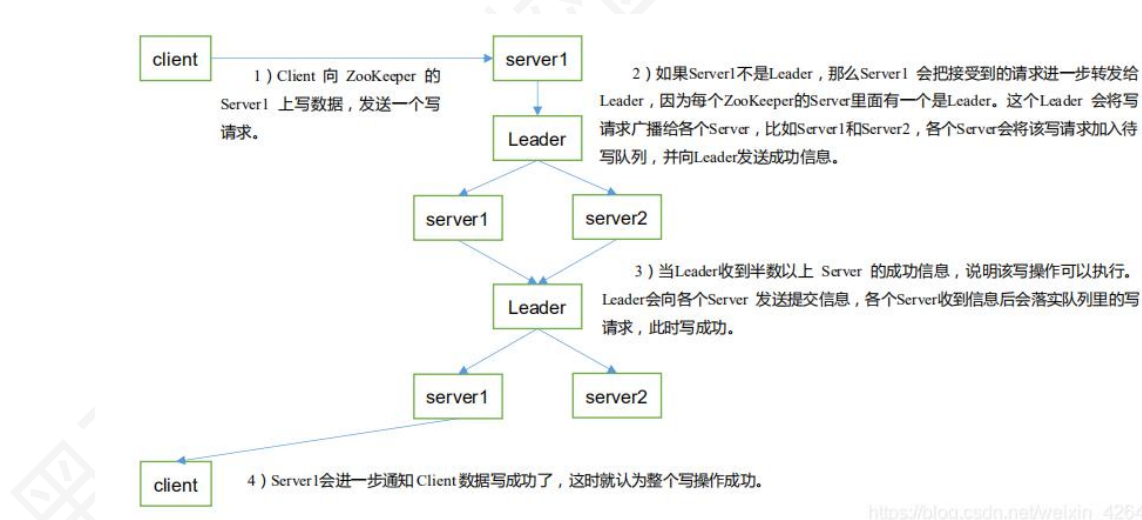 client
server1
1）Client 向 ZooKeeper 的
Server1 上写数据，发送一个写
请求。
2）如果Server1不是Leader，那么Server1 会把接受到的请求进一步转发给
Leader，因为每个ZooKeeper的Server里面有一个是Leader。这个Leader 会将写
请求广播给各个Server，比如Server1和Server2，各个Server会将该写请求加入待
写队列，并向Leader发送成功信息。
Leader
server1
server2
3）当Leader收到半数以上 Server 的成功信息，说明该写操作可以执行。
Leader会向各个Server 发送提交信息，各个Server收到信息后会落实队列里的写
请求，此时写成功。
Leader
server1
server2
client
4）Server1会进一步通知 Client 数据写成功了，这时就认为整个写操作成功。
https://blog.csdn.net/weixin_4264